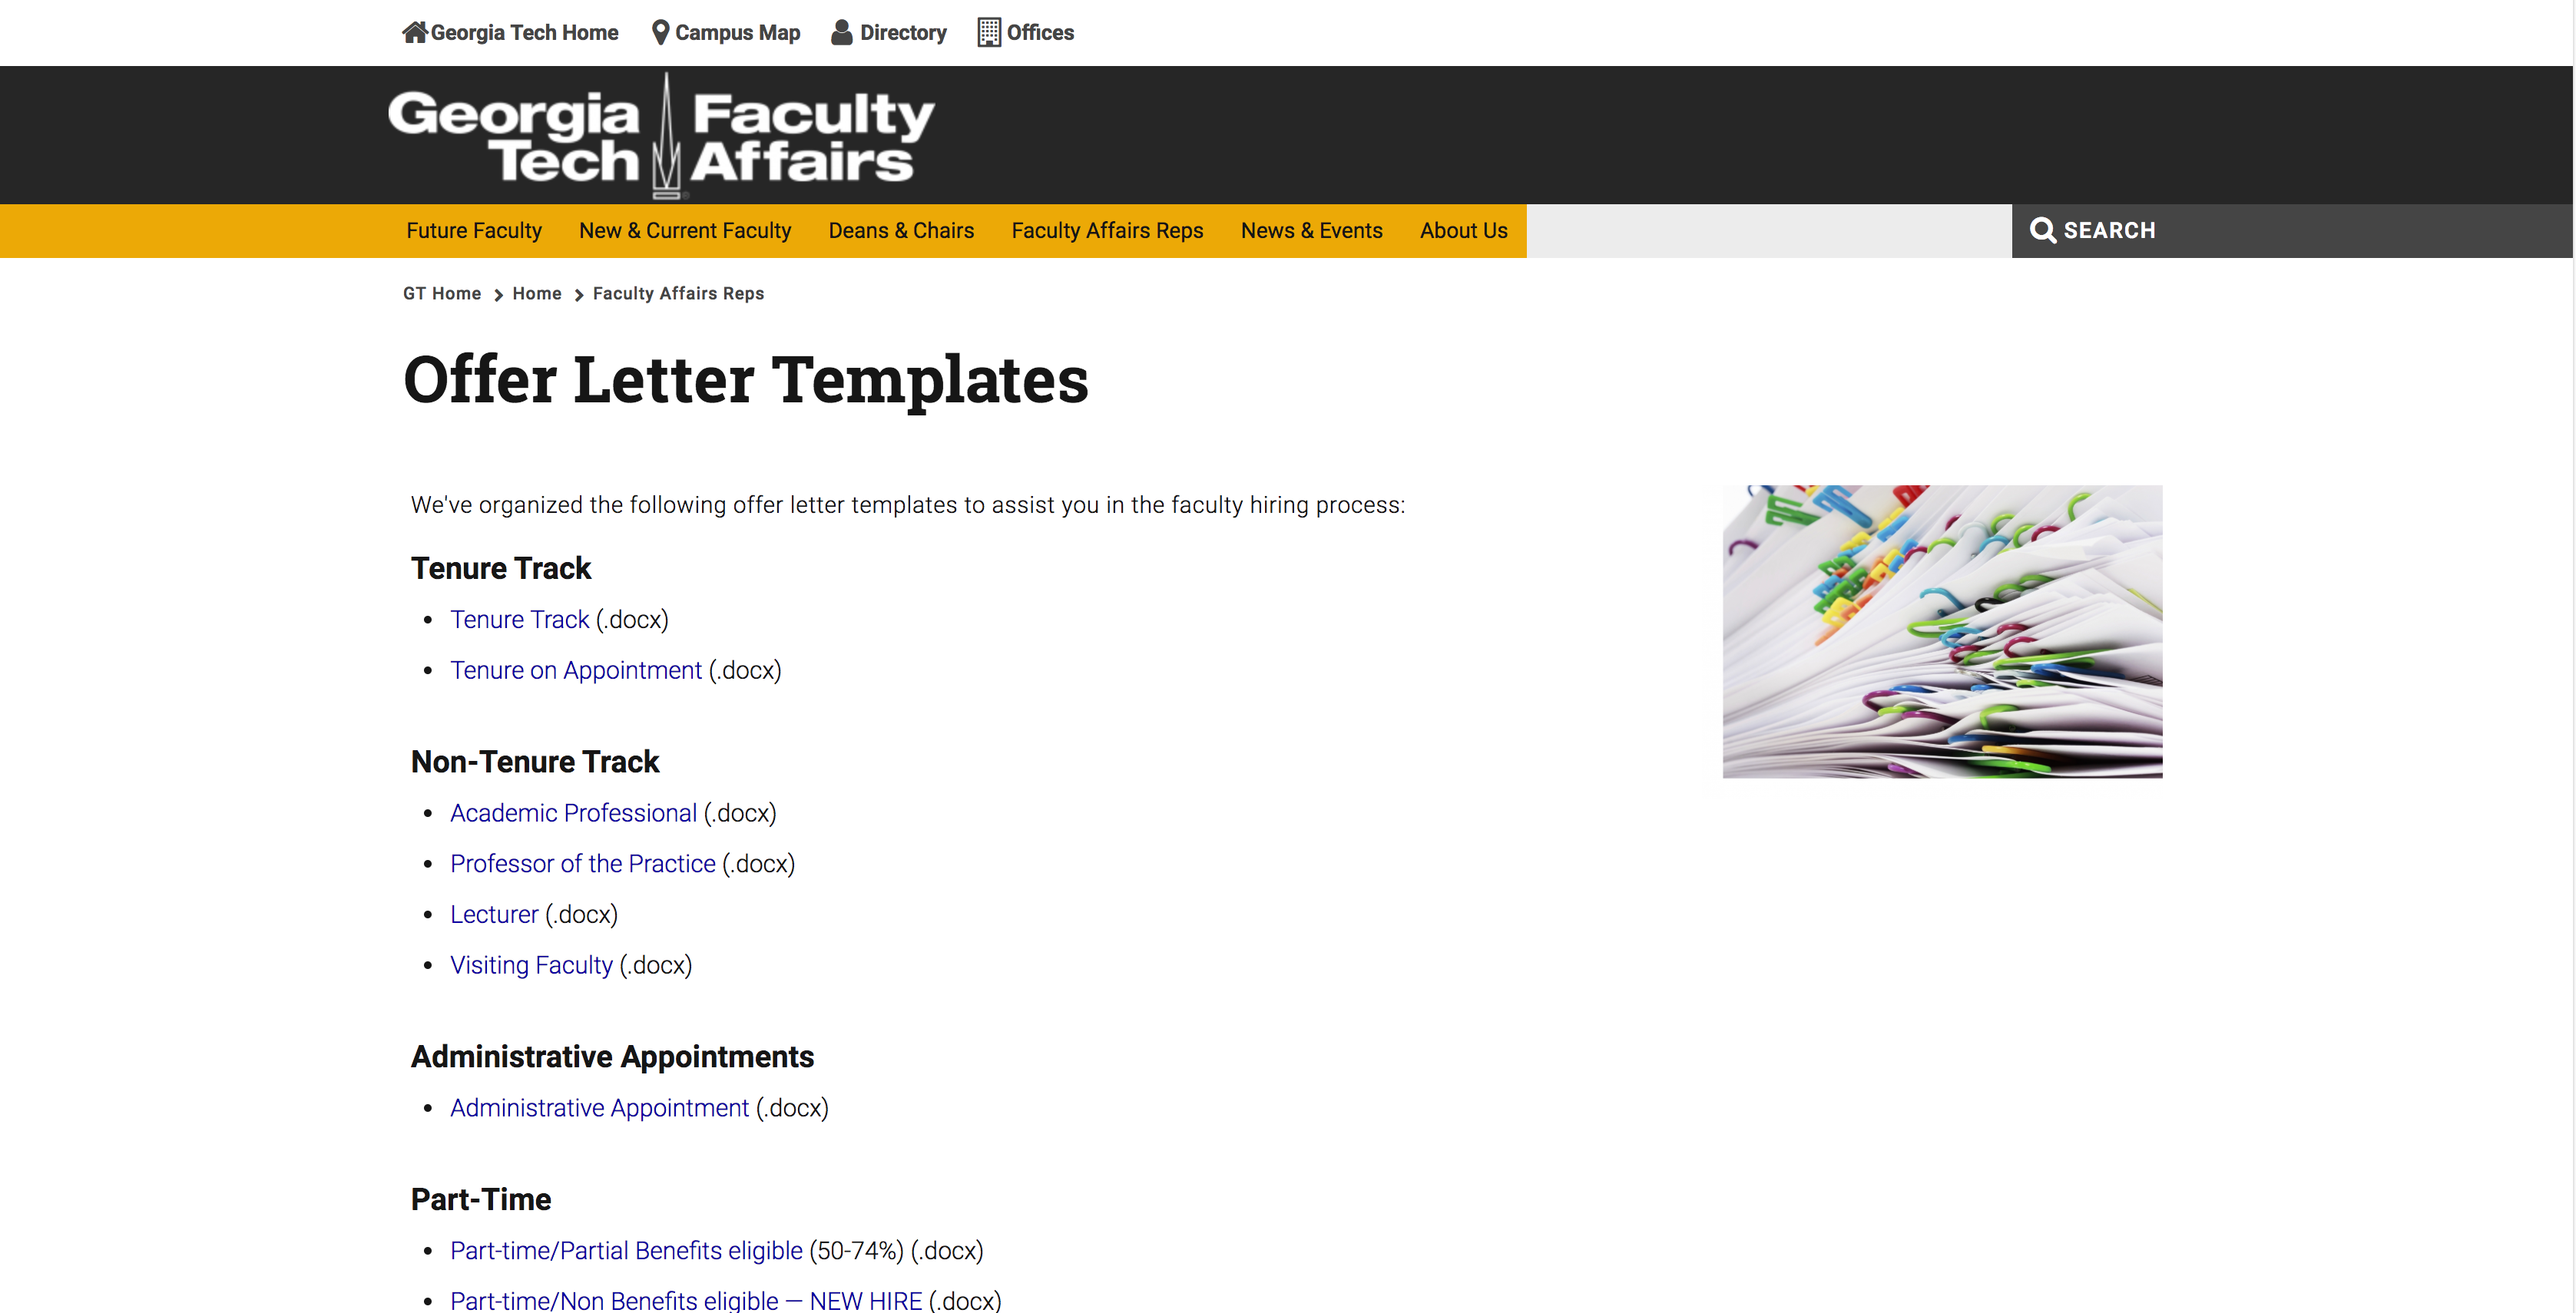 Georgia Tech Home Campus Map Directory Offices
Georgia Tech
Faculty Affairs
Future Faculty New & Current Faculty Deans & Chairs Faculty Affairs Reps News & Events About Us SEARCH
GT Home Home Faculty Affairs Reps
Offer Letter Templates
We've organized the following offer letter templates to assist you in the faculty hiring process:
Tenure Track
• Tenure Track (.docx)
• Tenure on Appointment (.docx)
Non-Tenure Track
• Academic Professional (.docx)
• Professor of the Practice (.docx)
• Lecturer (.docx)
• Visiting Faculty (.docx)
Administrative Appointments
• Administrative Appointment (.docx)
Part-Time
• Part-time/Partial Benefits eligible (50-74%) (.docx)
• Part-time/Non Benefits eligible — NEW HIRE (.docx)